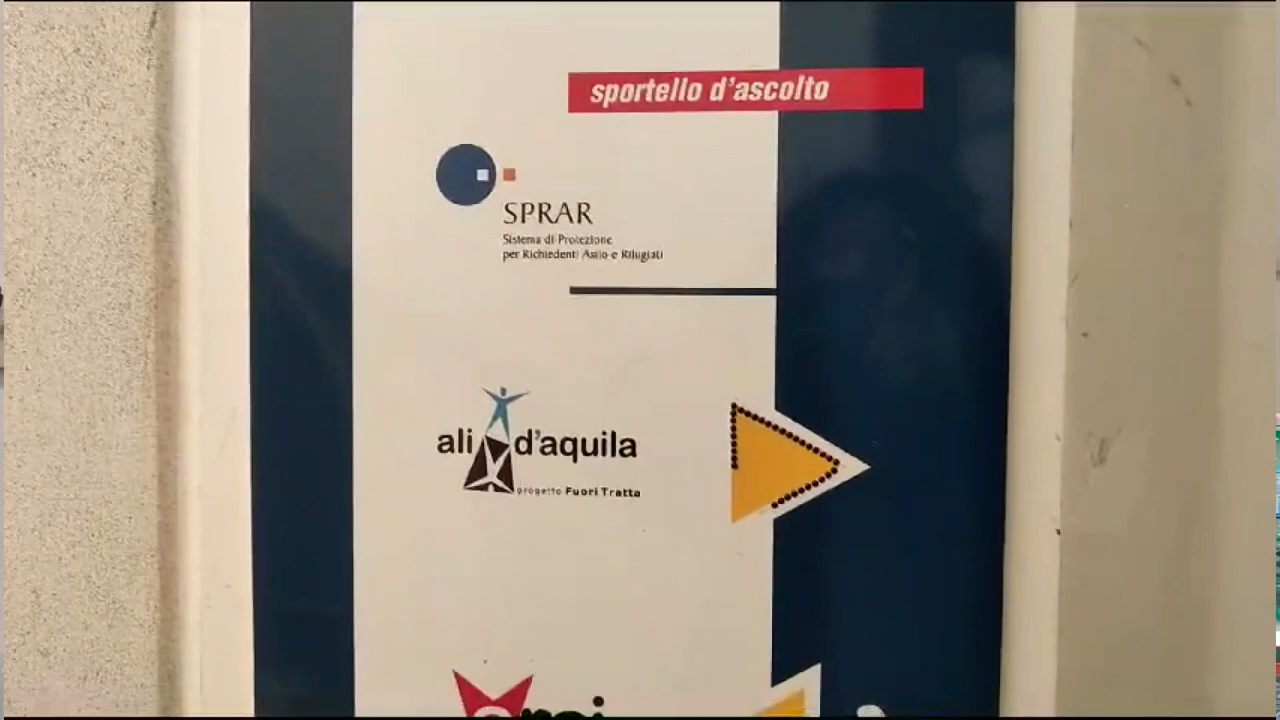 sportello d'ascolto
SPRAR
Sistema di Protezione
per Richiedenti Asilo e Rifugiati
ali d'aquila
progetto Fuori Tratta